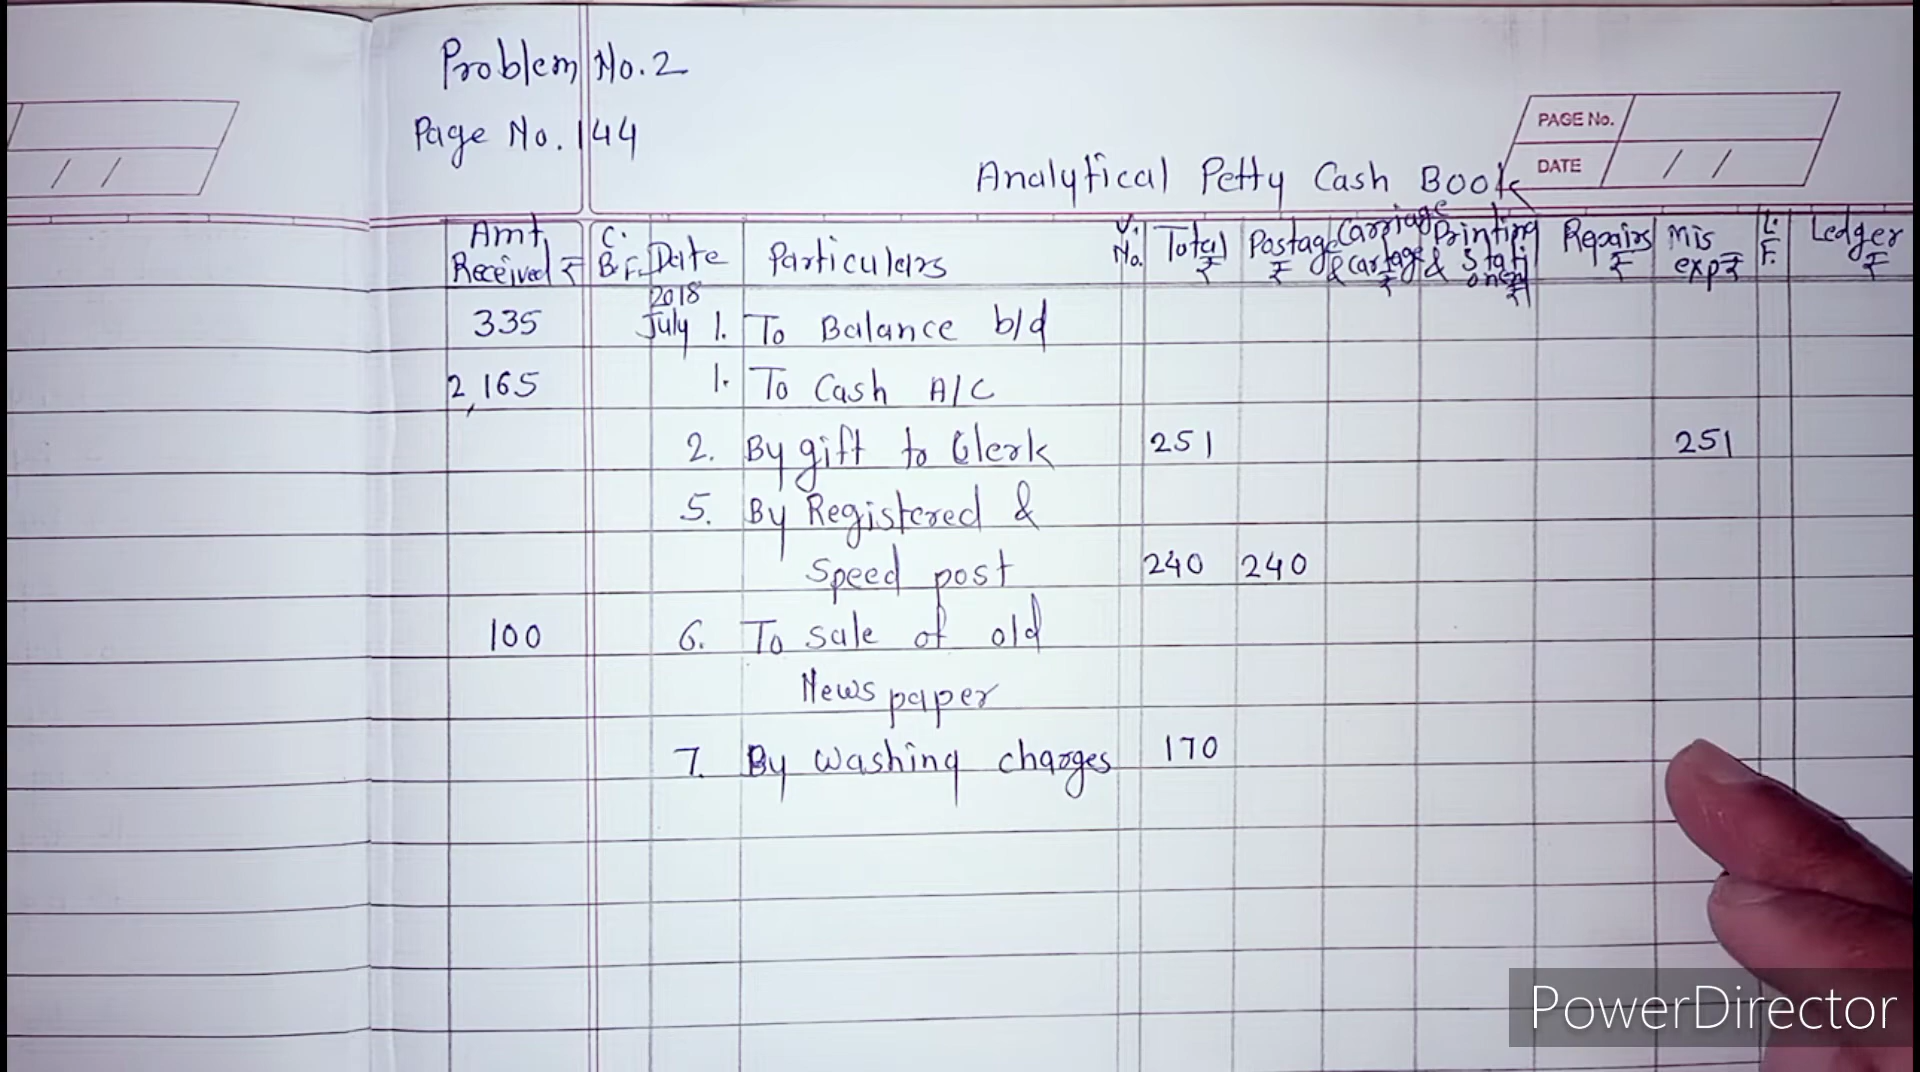 Problem No. 2
Page No. 144
PAGE No.
DATE / /
Analytical Petty Cash Book
Amt. Received ₹ C.B.F. Date Particulars V. No. Total ₹ Postage ₹ Carriage & Cartage ₹ Printing & Stationery ₹ Repairs ₹ Mis exp ₹ L.F. Ledger ₹
335 2018 July 1. To Balance b/d
2,165 1. To Cash A/C
2. By gift to Clerk 251 251
5. By Registered &
Speed post 240 240
100 6. To sale of old
News paper
7. By Washing charges 170
PowerDirector